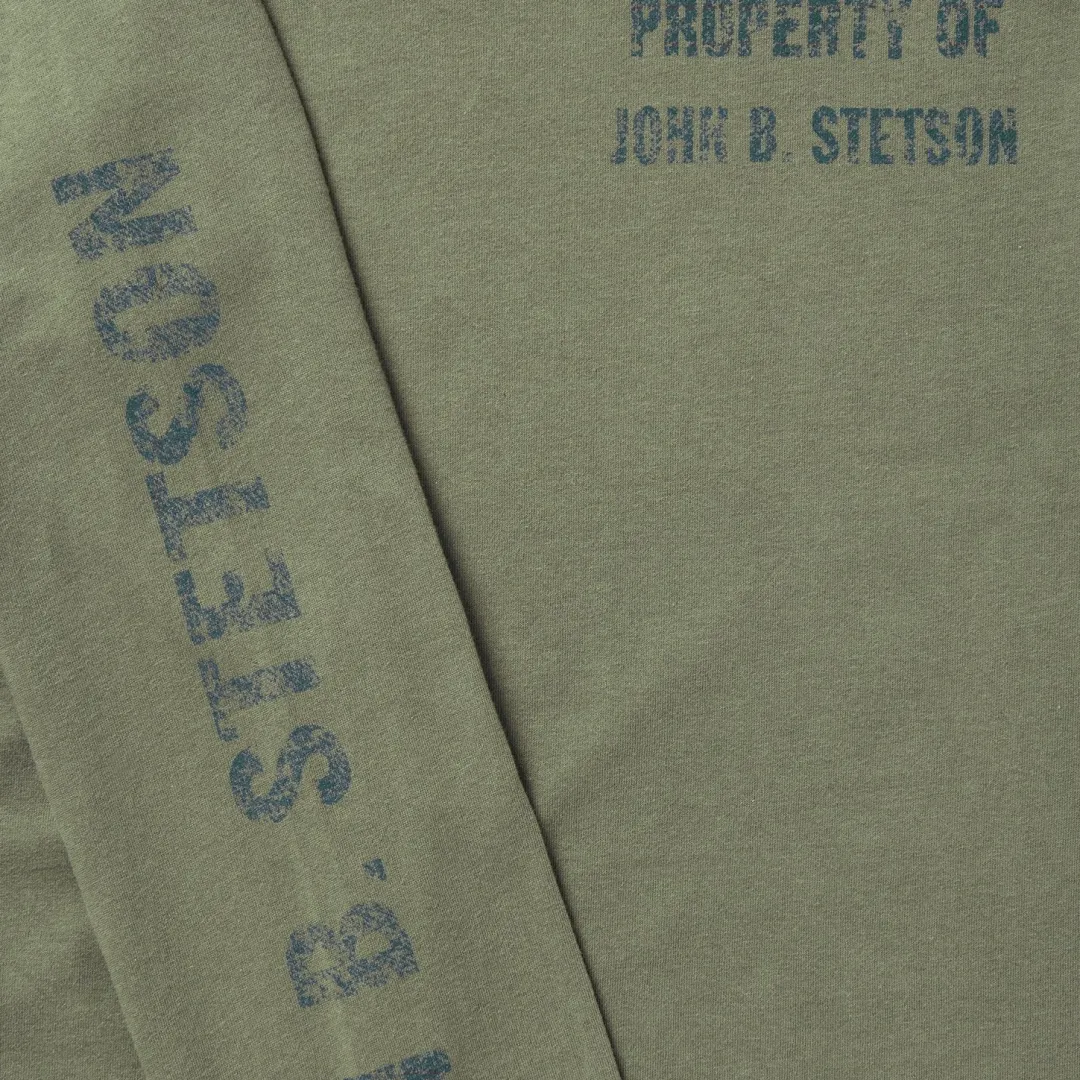 PROPERTY OF
JOHN B. STETSON
B. STETSON